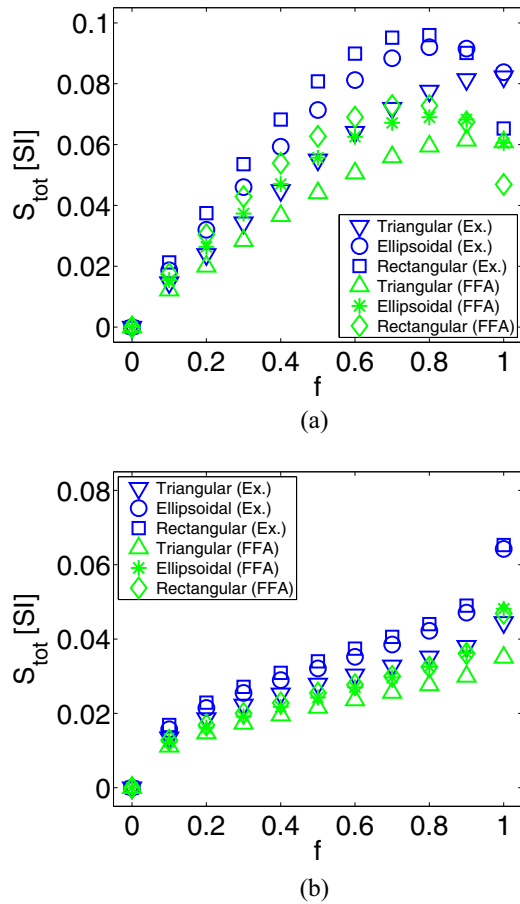 0.1
0.08
0.06
0.04
0.02
0
S_tot [SI]
Triangular (Ex.)
Ellipsoidal (Ex.)
Rectangular (Ex.)
Triangular (FFA)
Ellipsoidal (FFA)
Rectangular (FFA)
0 0.2 0.4 0.6 0.8 1
f
(a)
0.08
0.06
0.04
0.02
0
S_tot [SI]
Triangular (Ex.)
Ellipsoidal (Ex.)
Rectangular (Ex.)
Triangular (FFA)
Ellipsoidal (FFA)
Rectangular (FFA)
0 0.2 0.4 0.6 0.8 1
f
(b)